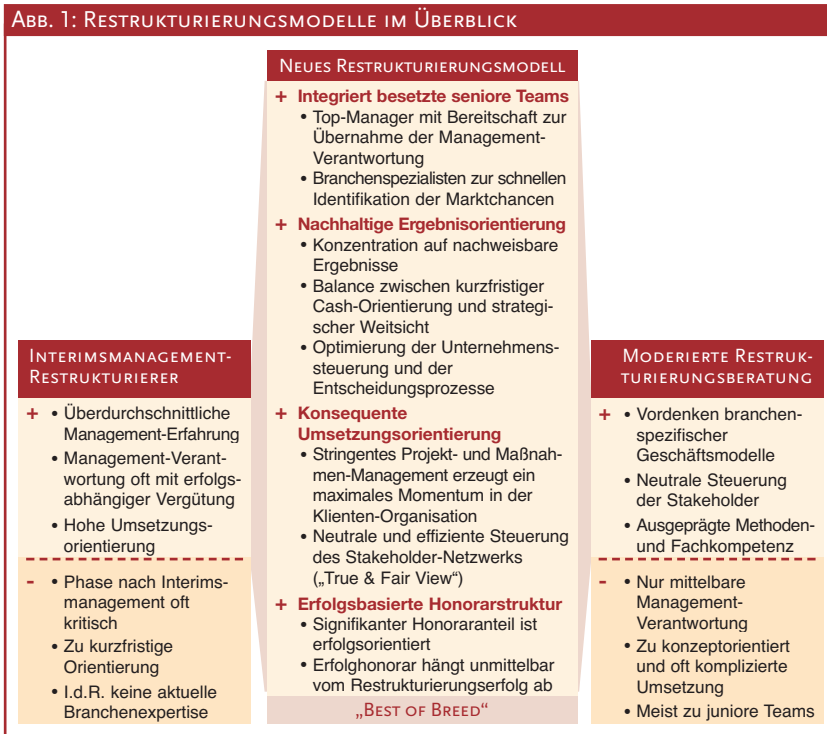 ABB. 1: RESTRUKTURIERUNGSMODELLE IM ÜBERBLICK
NEUES RESTRUKTURIERUNGSMODELL
+ Integriert besetzte seniore Teams
• Top-Manager mit Bereitschaft zur
Übernahme der Management-
Verantwortung
• Branchenspezialisten zur schnellen
Identifikation der Marktchancen
+ Nachhaltige Ergebnisorientierung
• Konzentration auf nachweisbare
Ergebnisse
• Balance zwischen kurzfristiger
Cash-Orientierung und strategi-
scher Weitsicht
• Optimierung der Unternehmens-
steuerung und der
Entscheidungsprozesse
+ Konsequente
Umsetzungsorientierung
• Stringentes Projekt- und Maßnah-
men-Management erzeugt ein
maximales Momentum in der
Klienten-Organisation
• Neutrale und effiziente Steuerung
des Stakeholder-Netzwerks
(„True & Fair View“)
+ Erfolgsbasierte Honorarstruktur
• Signifikanter Honoraranteil ist
erfolgsorientiert
• Erfolghonorar hängt unmittelbar
vom Restrukturierungserfolg ab
„BEST OF BREED“
INTERIMSMANAGEMENT-
RESTRUKTURIERER
+ • Überdurchschnittliche
Management-Erfahrung
• Management-Verant-
wortung oft mit erfolgs-
abhängiger Vergütung
• Hohe Umsetzungs-
orientierung
- • Phase nach Interims-
management oft
kritisch
• Zu kurzfristige
Orientierung
• I.d.R. keine aktuelle
Branchenexpertise
MODERIERTE RESTRUK-
TURIERUNGSBERATUNG
+ • Vordenken branchen-
spezifischer
Geschäftsmodelle
• Neutrale Steuerung
der Stakeholder
• Ausgeprägte Methoden-
und Fachkompetenz
- • Nur mittelbare
Management-
Verantwortung
• Zu konzeptorientiert
und oft komplizierte
Umsetzung
• Meist zu juniore Teams